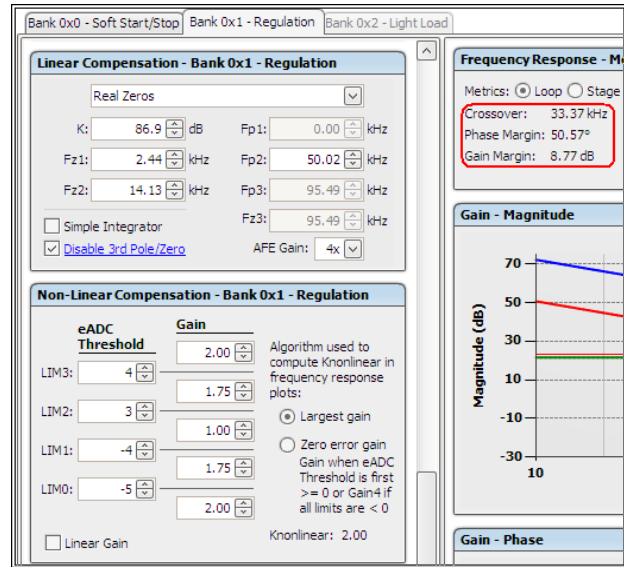 Bank 0x0 - Soft Start/Stop Bank 0x1 - Regulation Bank 0x2 - Light Load
Linear Compensation - Bank 0x1 - Regulation
Real Zeros
K: 86.9 dB Fp1: 0.00 kHz
Fz1: 2.44 kHz Fp2: 50.02 kHz
Fz2: 14.13 kHz Fp3: 95.49 kHz
Simple Integrator Fz3: 95.49 kHz
Disable 3rd Pole/Zero AFE Gain: 4x
Non-Linear Compensation - Bank 0x1 - Regulation
eADC
Threshold
Gain
2.00
LIM3: 4
1.75
LIM2: 3
1.00
LIM1: -4
1.75
LIM0: -5
2.00
Linear Gain
Algorithm used to
compute Knonlinear in
frequency response
plots:
Largest gain
Zero error gain
Gain when eADC
Threshold is first
>= 0 or Gain4 if
all limits are < 0
Knonlinear: 2.00
Frequency Response -
Metrics: Loop Stage
Crossover: 33.37 kHz
Phase Margin: 50.57°
Gain Margin: 8.77 dB
Gain - Magnitude
Magnitude (dB)
70
50
30
10
-10
-30
10
Gain - Phase